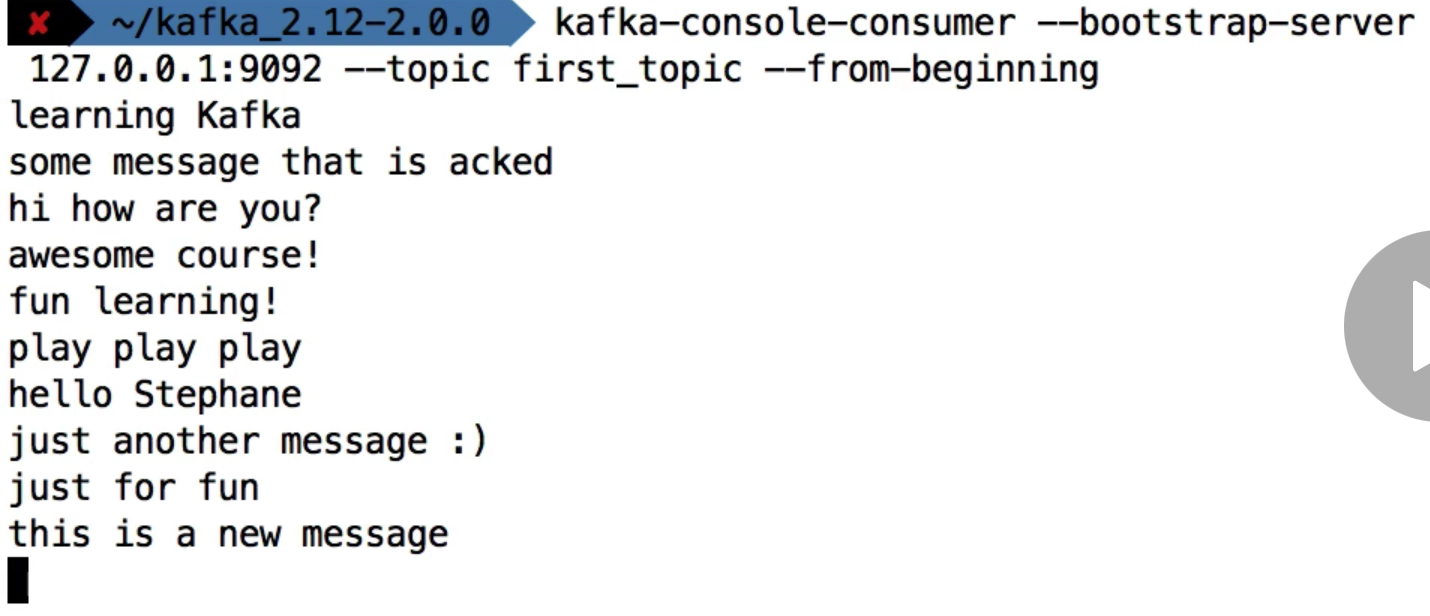 ✘ ~/kafka_2.12-2.0.0 kafka-console-consumer --bootstrap-server
127.0.0.1:9092 --topic first_topic --from-beginning
learning Kafka
some message that is acked
hi how are you?
awesome course!
fun learning!
play play play
hello Stephane
just another message :)
just for fun
this is a new message